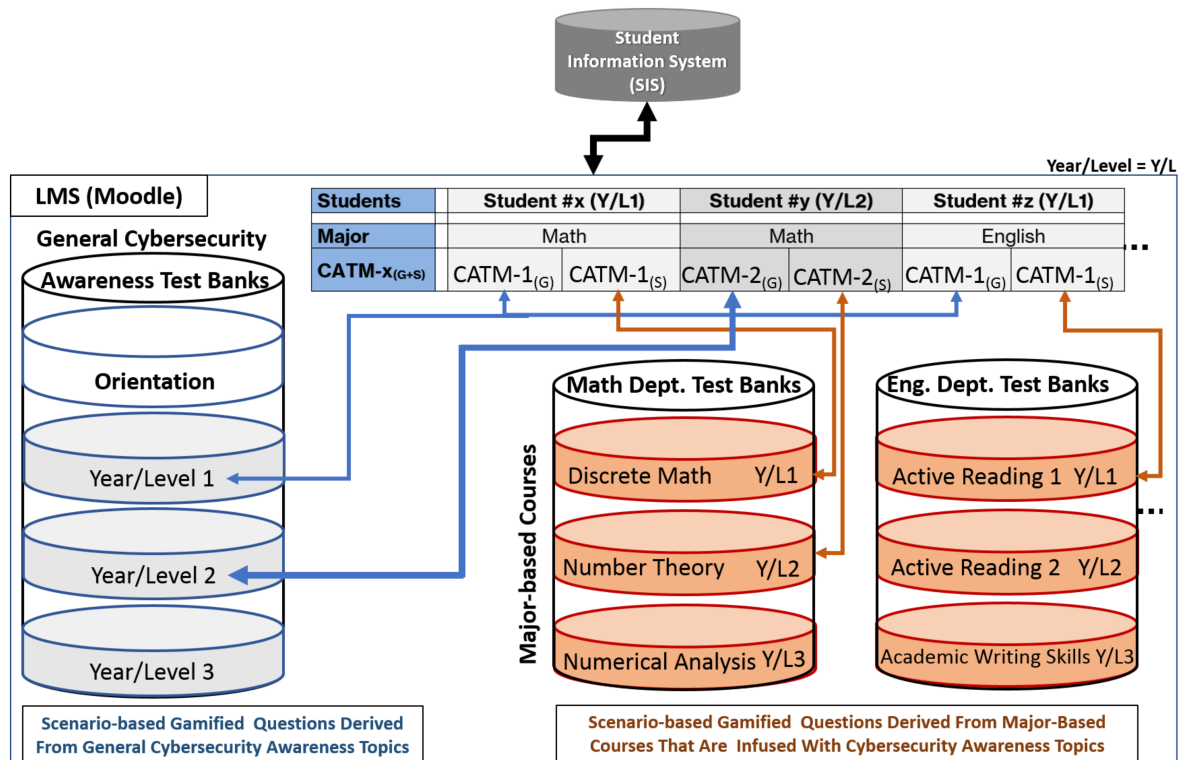 Student
Information System
(SIS)
Year/Level = Y/L
LMS (Moodle)
Students Student #x (Y/L1) Student #y (Y/L2) Student #z (Y/L1)
Major Math Math English
...
CATM-x(G+S) CATM-1(G) CATM-1(S) CATM-2(G) CATM-2(S) CATM-1(G) CATM-1(S)
General Cybersecurity
Awareness Test Banks
Orientation
Year/Level 1
Year/Level 2
Year/Level 3
Major-based Courses
Math Dept. Test Banks
Discrete Math Y/L1
Number Theory Y/L2
Numerical Analysis Y/L3
Eng. Dept. Test Banks
Active Reading 1 Y/L1
...
Active Reading 2 Y/L2
Academic Writing Skills Y/L3
Scenario-based Gamified Questions Derived
From General Cybersecurity Awareness Topics
Scenario-based Gamified Questions Derived From Major-Based
Courses That Are Infused With Cybersecurity Awareness Topics